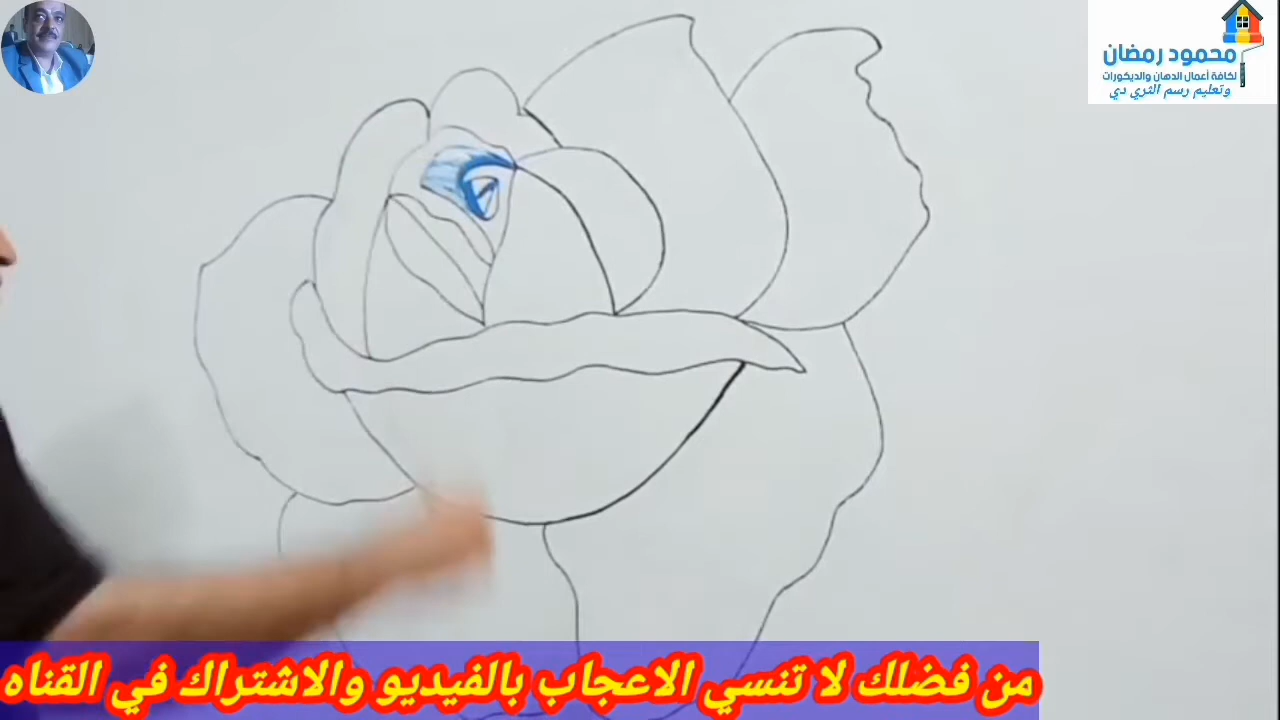 محمود رمضان
لكافة أعمال الدهان والديكورات
وتعليم رسم الثري دي
من فضلك لا تنسي الاعجاب بالفيديو والاشتراك في القناه